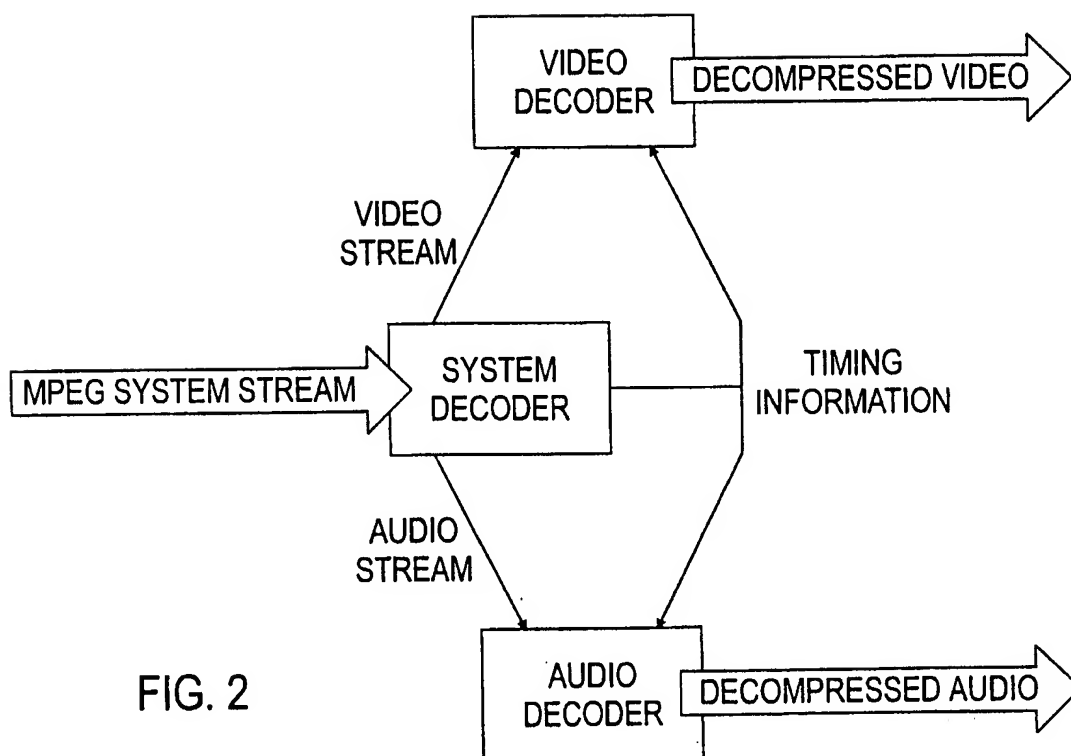 VIDEO
DECODER
DECOMPRESSED VIDEO
VIDEO
STREAM
MPEG SYSTEM STREAM
SYSTEM
DECODER
TIMING
INFORMATION
AUDIO
STREAM
FIG. 2
AUDIO
DECODER
DECOMPRESSED AUDIO